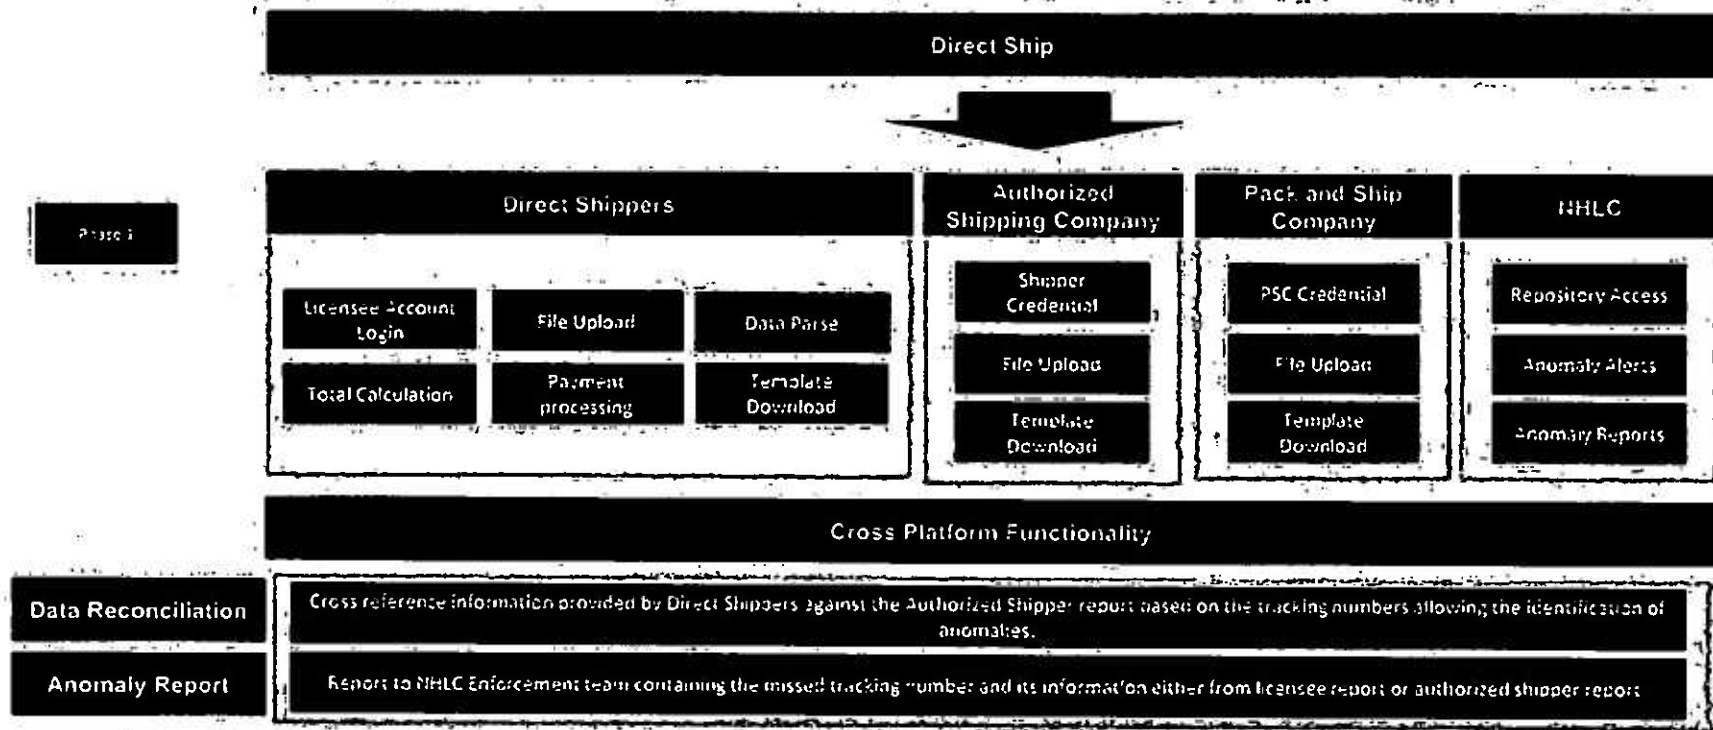 Direct Ship
Direct Shippers
Authorized
Shipping Company
Pack and Ship
Company
NHLC
Phase
Licensee Account
Login
File Upload
Data Parse
Total Calculation
Payment
processing
Template
Download
Shipper
Credential
File Upload
Template
Download
PSC Credential
File Upload
Template
Download
Repository Access
Anomaly Alerts
Anomary Reports
Cross Platform Functionality
Data Reconciliation
Cross reference information provided by Direct Shippers against the Authorized Shipper report based on the tracking numbers allowing the identification of
anomalies.
Anomaly Report
Report to NHLC Enforcement team containing the missed tracking number and its information either from licensee report or authorized shipper report